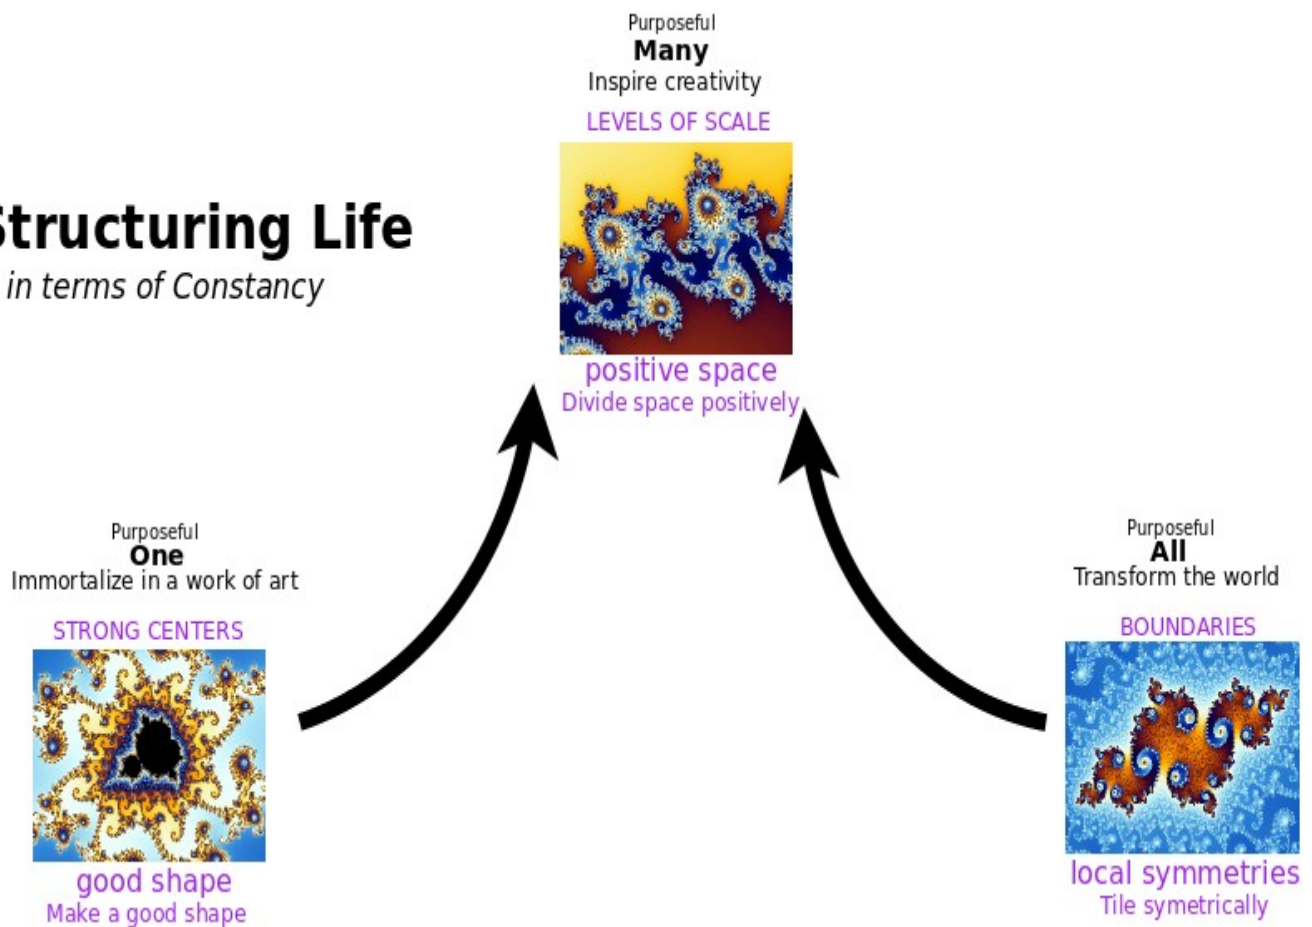 Purposeful
Many
Inspire creativity
LEVELS OF SCALE
Structuring Life
in terms of Constancy
positive space
Divide space positively
Purposeful
One
Immortalize in a work of art
STRONG CENTERS
good shape
Make a good shape
Purposeful
All
Transform the world
BOUNDARIES
local symmetries
Tile symetrically